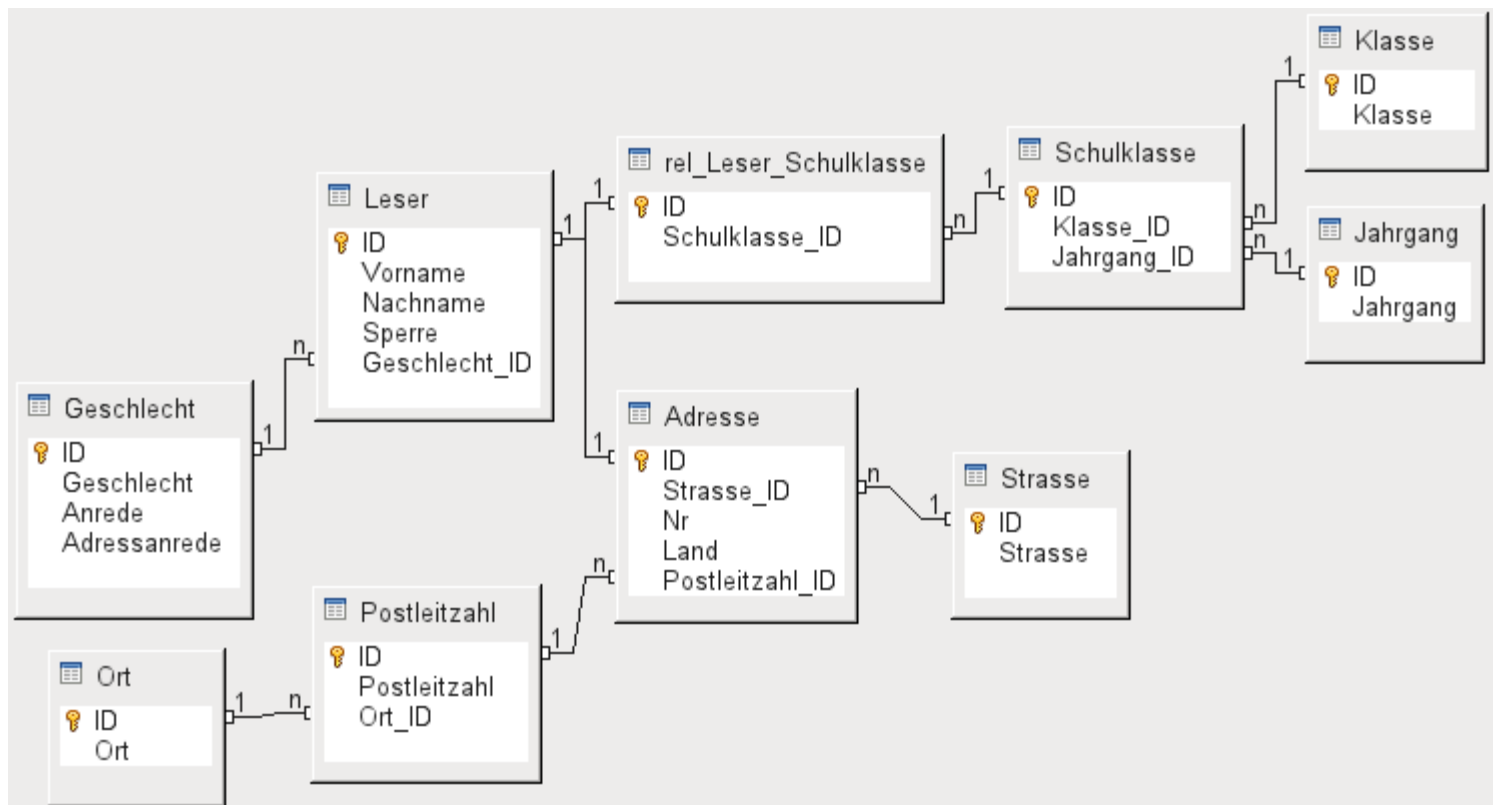 Klasse
ID
Klasse
Schulklasse
ID
Klasse_ID
Jahrgang_ID
rel_Leser_Schulklasse
ID
Schulklasse_ID
Leser
ID
Vorname
Nachname
Sperre
Geschlecht_ID
Jahrgang
ID
Jahrgang
Geschlecht
ID
Geschlecht
Anrede
Adressanrede
Adresse
ID
Strasse_ID
Nr
Land
Postleitzahl_ID
Strasse
ID
Strasse
Postleitzahl
ID
Postleitzahl
Ort_ID
Ort
ID
Ort
1
n
n
1
1
n
1
1
1
n
1
n
1
n
1
1
n